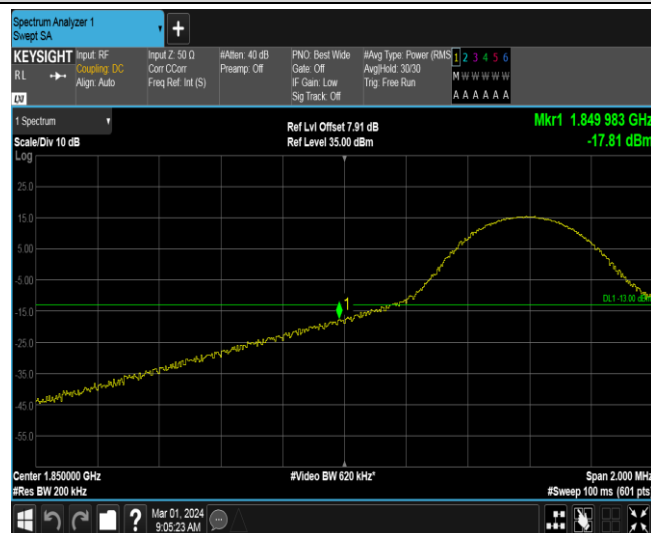 Spectrum Analyzer 1
Swept SA
+
KEYSIGHT Input: RF Input Z: 50 Ω #Atten: 40 dB PNO: Best Wide #Avg Type: Power (RMS 1 2 3 4 5 6
RL Coupling: DC Corr CCorr Preamp: Off Gate: Off Avg|Hold: 30/30 M W W W W W
Align: Auto Freq Ref: Int (S) IF Gain: Low Trig: Free Run
Sig Track: Off A A A A A A
LXI
1 Spectrum Ref Lvl Offset 7.91 dB Mkr1 1.849 983 GHz
Scale/Div 10 dB Ref Level 35.00 dBm -17.81 dBm
Log
25.0
15.0
5.00
-5.00
1
DL1 -13.00 dBm
-15.0
-25.0
-35.0
-45.0
-55.0
Center 1.850000 GHz #Video BW 620 kHz* Span 2.000 MHz
#Res BW 200 kHz #Sweep 100 ms (601 pts)
? Mar 01, 2024
9:05:23 AM